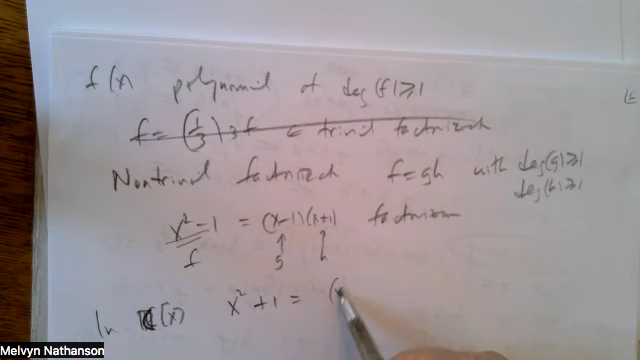 f(x) polynomial of deg(f) ≥ 1
f = (1/3) 3f ← trivial factorization
Nontrivial factorization f = gh with deg(g) ≥ 1
deg(h) ≥ 1
x² - 1 = (x-1)(x+1) factorization
f g h
In C[x] x² + 1 = (x
Melvyn Nathanson